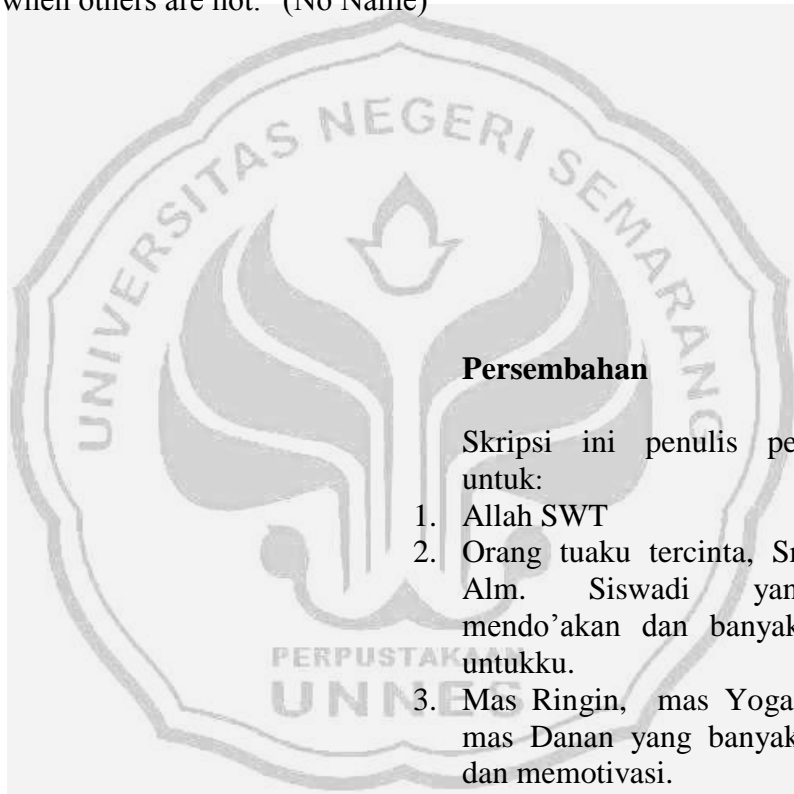 when others are not." (No Name)
UNIVERSITAS NEGERI SEMARANG
Persembahan
Skripsi ini penulis
untuk:
1. Allah SWT
2. Orang tuaku tercinta,
Alm. Siswadi
mendo'akan dan banyak
untukku.
PERPUSTAKAAN
UNNES
3. Mas Ringin, mas Yoga
mas Danan yang banyak
dan memotivasi.